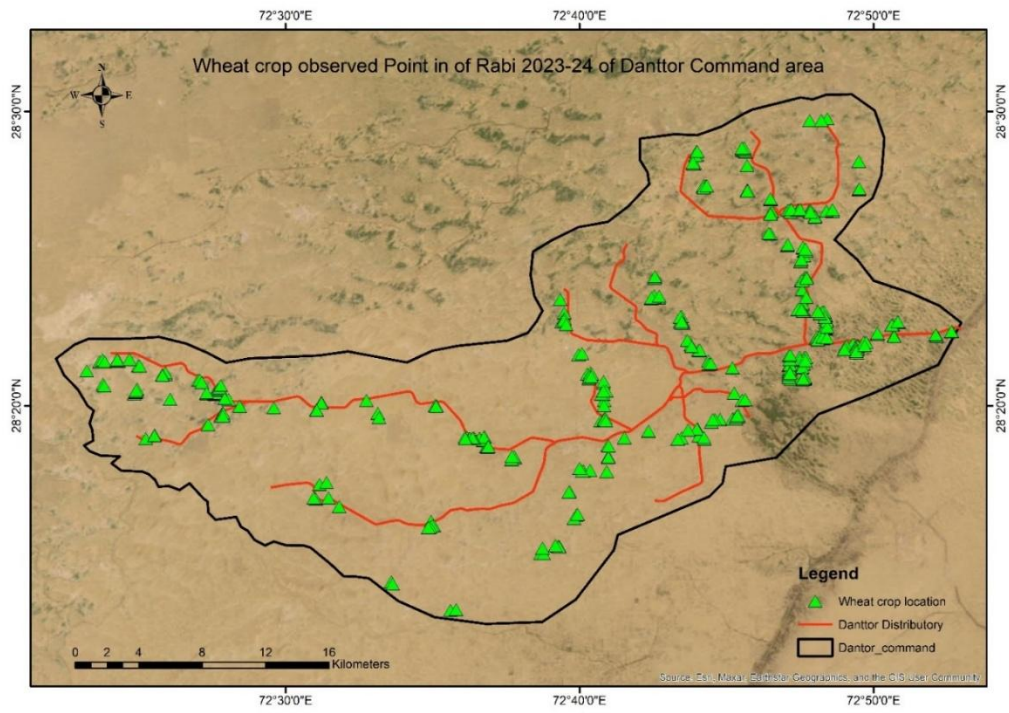 72°30'0"E 72°40'0"E 72°50'0"E
Wheat crop observed Point in of Rabi 2023-24 of Danttor Command area
N
W E
S
28°30'0"N 28°30'0"N
28°20'0"N 28°20'0"N
Legend
Wheat crop location
Danttor Distributory
Dantor_command
0 2 4 8 12 16
Kilometers
Source: Esri, Maxar, Earthstar Geographics, and the GIS User Community
72°30'0"E 72°40'0"E 72°50'0"E